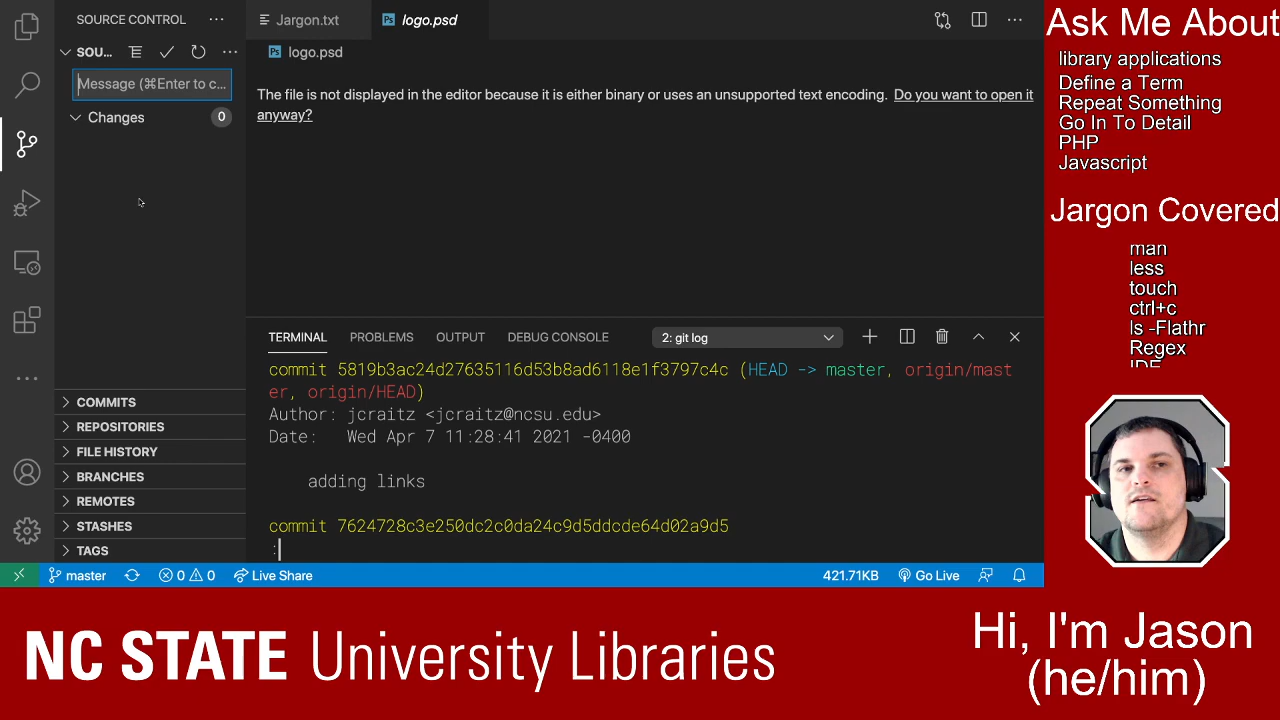 SOURCE CONTROL
SOU...
Message (⌘Enter to c...
Changes
0
COMMITS
REPOSITORIES
FILE HISTORY
BRANCHES
REMOTES
STASHES
TAGS
Jargon.txt
Ps logo.psd
Ps logo.psd
The file is not displayed in the editor because it is either binary or uses an unsupported text encoding. Do you want to open it
anyway?
TERMINAL PROBLEMS OUTPUT DEBUG CONSOLE 2: git log
commit 5819b3ac24d27635116d53b8ad6118e1f3797c4c (HEAD -> master, origin/mast
er, origin/HEAD)
Author: jcraitz <jcraitz@ncsu.edu>
Date:   Wed Apr 7 11:28:41 2021 -0400
adding links
commit 7624728c3e250dc2c0da24c9d5ddcde64d02a9d5
:
master 0 0 Live Share 421.71KB Go Live
Ask Me About
library applications
Define a Term
Repeat Something
Go In To Detail
PHP
Javascript
Jargon Covered
man
less
touch
ctrl+c
ls -Flathr
Regex
IDE
NC STATE University Libraries
Hi, I'm Jason
(he/him)